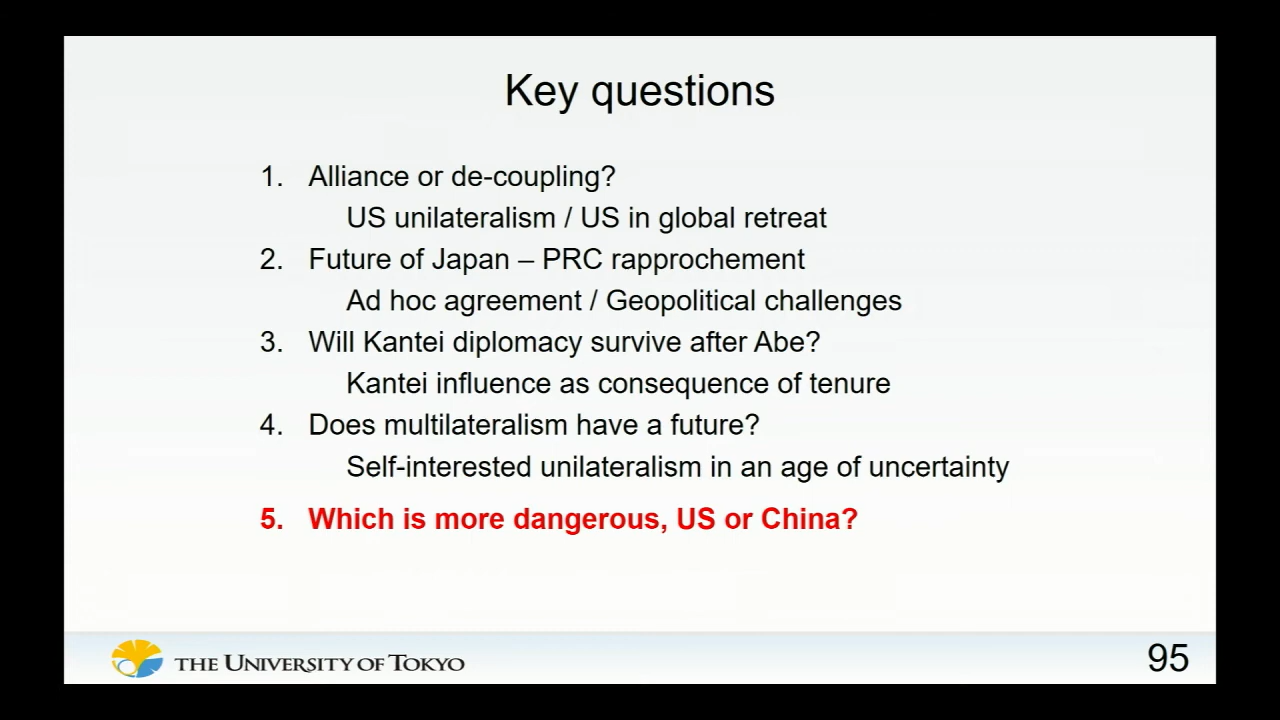 Key questions
1. Alliance or de-coupling?
US unilateralism / US in global retreat
2. Future of Japan – PRC rapprochement
Ad hoc agreement / Geopolitical challenges
3. Will Kantei diplomacy survive after Abe?
Kantei influence as consequence of tenure
4. Does multilateralism have a future?
Self-interested unilateralism in an age of uncertainty
5. Which is more dangerous, US or China?
THE UNIVERSITY OF TOKYO
95